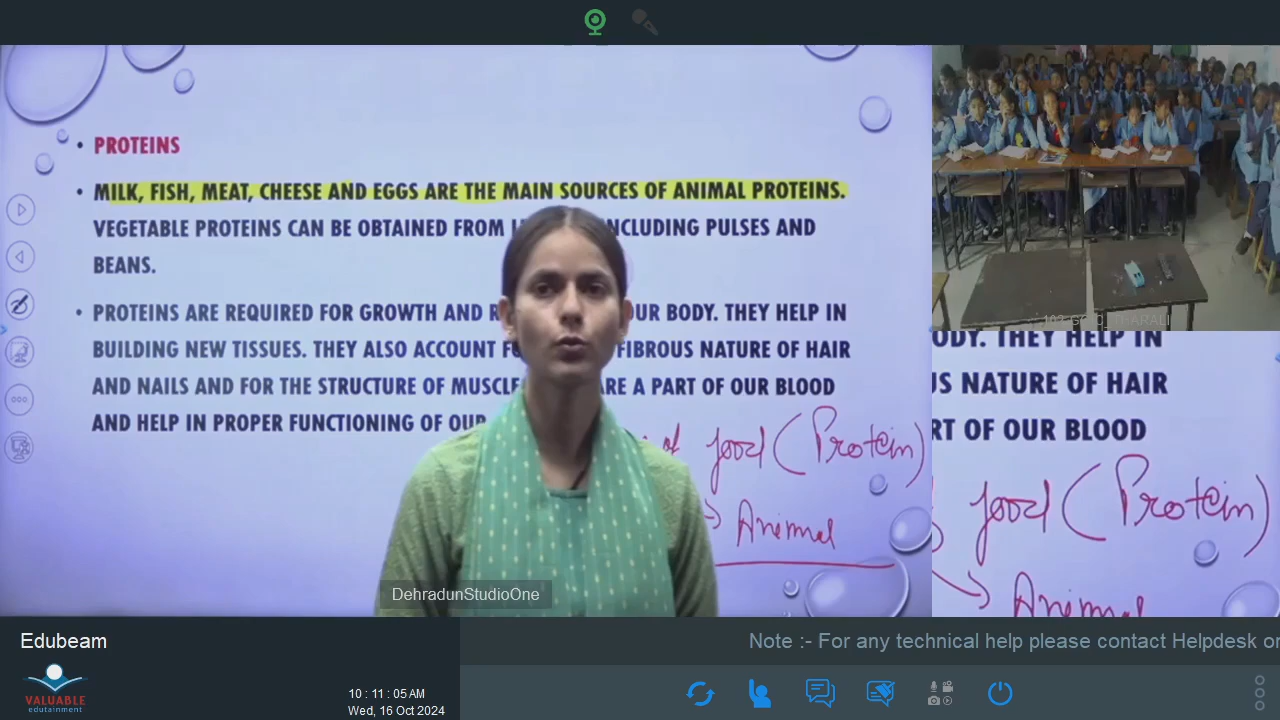 PROTEINS
MILK, FISH, MEAT, CHEESE AND EGGS ARE THE MAIN SOURCES OF ANIMAL PROTEINS.
VEGETABLE PROTEINS CAN BE OBTAINED FROM NCLUDING PULSES AND
BEANS.
PROTEINS ARE REQUIRED FOR GROWTH AND R OUR BODY. THEY HELP IN
BUILDING NEW TISSUES. THEY ALSO ACCOUNT FIBROUS NATURE OF HAIR
AND NAILS AND FOR THE STRUCTURE OF MUSCLE ARE A PART OF OUR BLOOD
AND HELP IN PROPER FUNCTIONING OF OUR
of food (Protein)
Animal
DehradunStudioOne
THARALI
ODY. THEY HELP IN
US NATURE OF HAIR
RT OF OUR BLOOD
food (Protein)
Animal
Edubeam
VALUABLE
edutainment
10 : 11 : 05 AM
Wed, 16 Oct 2024
Note :- For any technical help please contact Helpdesk or